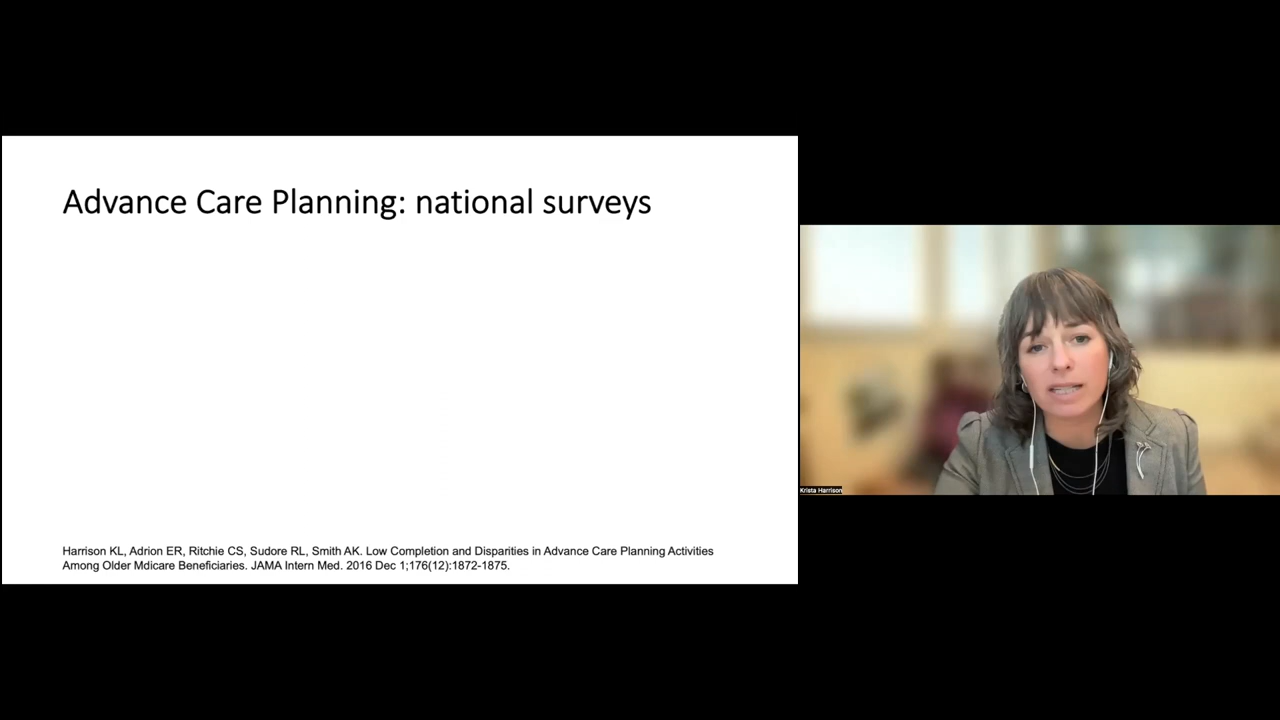 Advance Care Planning: national surveys
Harrison KL, Adrion ER, Ritchie CS, Sudore RL, Smith AK. Low Completion and Disparities in Advance Care Planning Activities
Among Older Mdicare Beneficiaries. JAMA Intern Med. 2016 Dec 1;176(12):1872-1875.
Krista Harrison